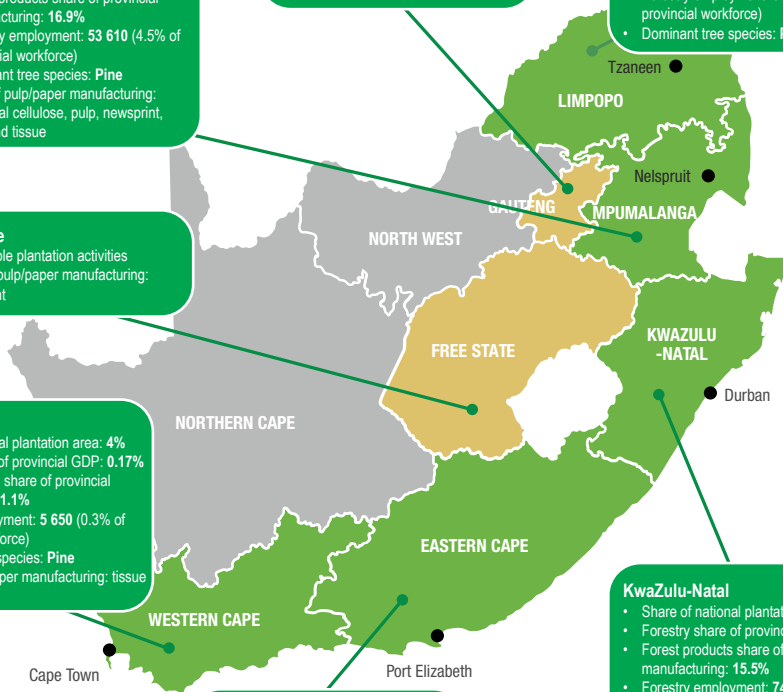 products share of provincial
cturing: 16.9%
y employment: 53 610 (4.5% of
ial workforce)
ant tree species: Pine
f pulp/paper manufacturing:
al cellulose, pulp, newsprint,
nd tissue
provincial workforce)
• Dominant tree species:
Tzaneen
LIMPOPO
Nelspruit
GAUTENG
MPUMALANGA
NORTH WEST
e
ble plantation activities
pulp/paper manufacturing:
nt
FREE STATE
KWAZULU
-NATAL
Durban
NORTHERN CAPE
al plantation area: 4%
of provincial GDP: 0.17%
share of provincial
1.1%
yment: 5 650 (0.3% of
orce)
species: Pine
aper manufacturing: tissue
EASTERN CAPE
WESTERN CAPE
Cape Town
Port Elizabeth
KwaZulu-Natal
• Share of national plantat
• Forestry share of provinc
• Forest products share of
manufacturing: 15.5%
• Forestry employment: